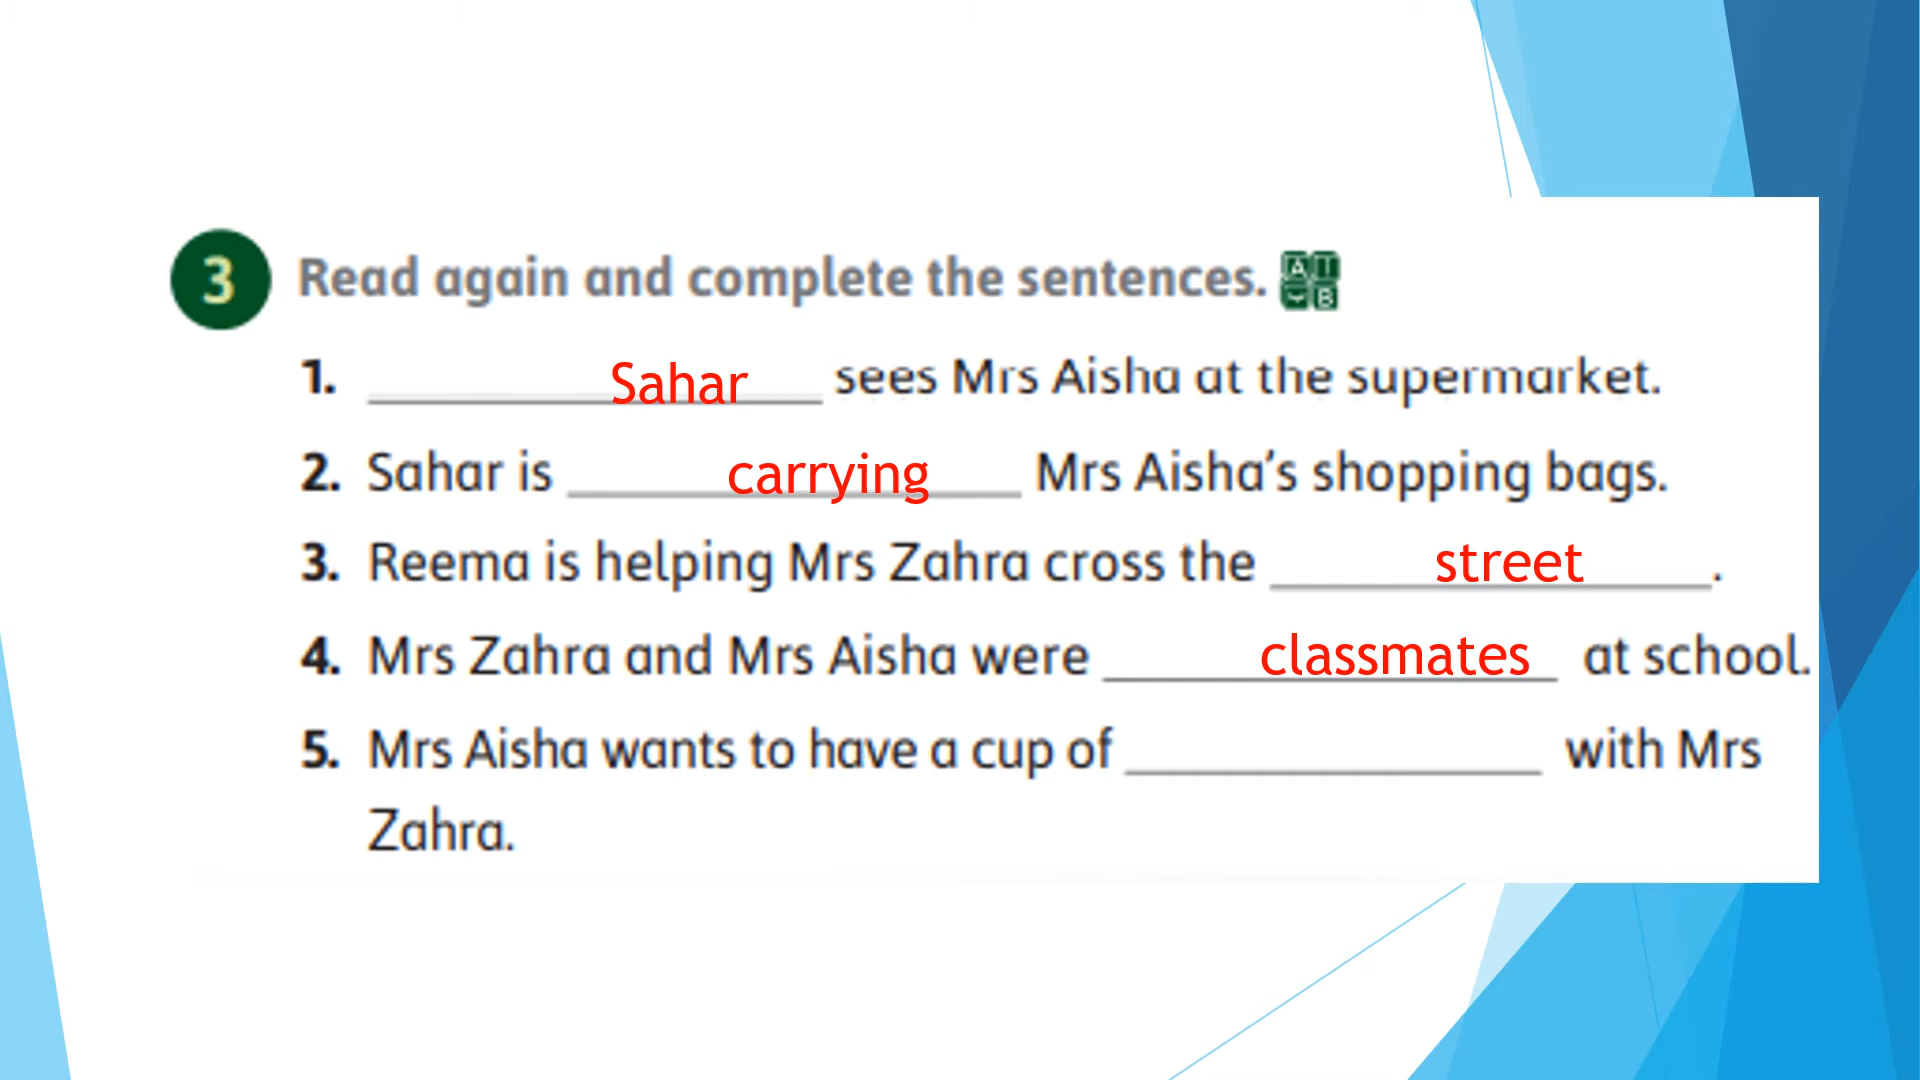 3 Read again and complete the sentences. A T B
1. Sahar sees Mrs Aisha at the supermarket.
2. Sahar is carrying Mrs Aisha's shopping bags.
3. Reema is helping Mrs Zahra cross the street.
4. Mrs Zahra and Mrs Aisha were classmates at school.
5. Mrs Aisha wants to have a cup of ____________ with Mrs
Zahra.